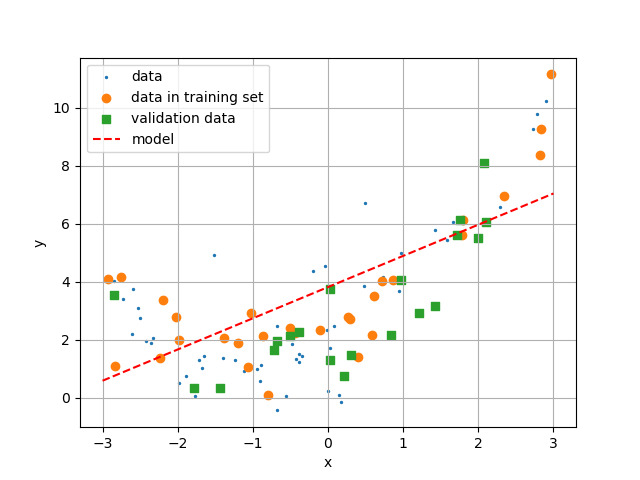 data
data in training set
validation data
model
y
10
8
6
4
2
0
−3
−2
−1
0
1
2
3
x